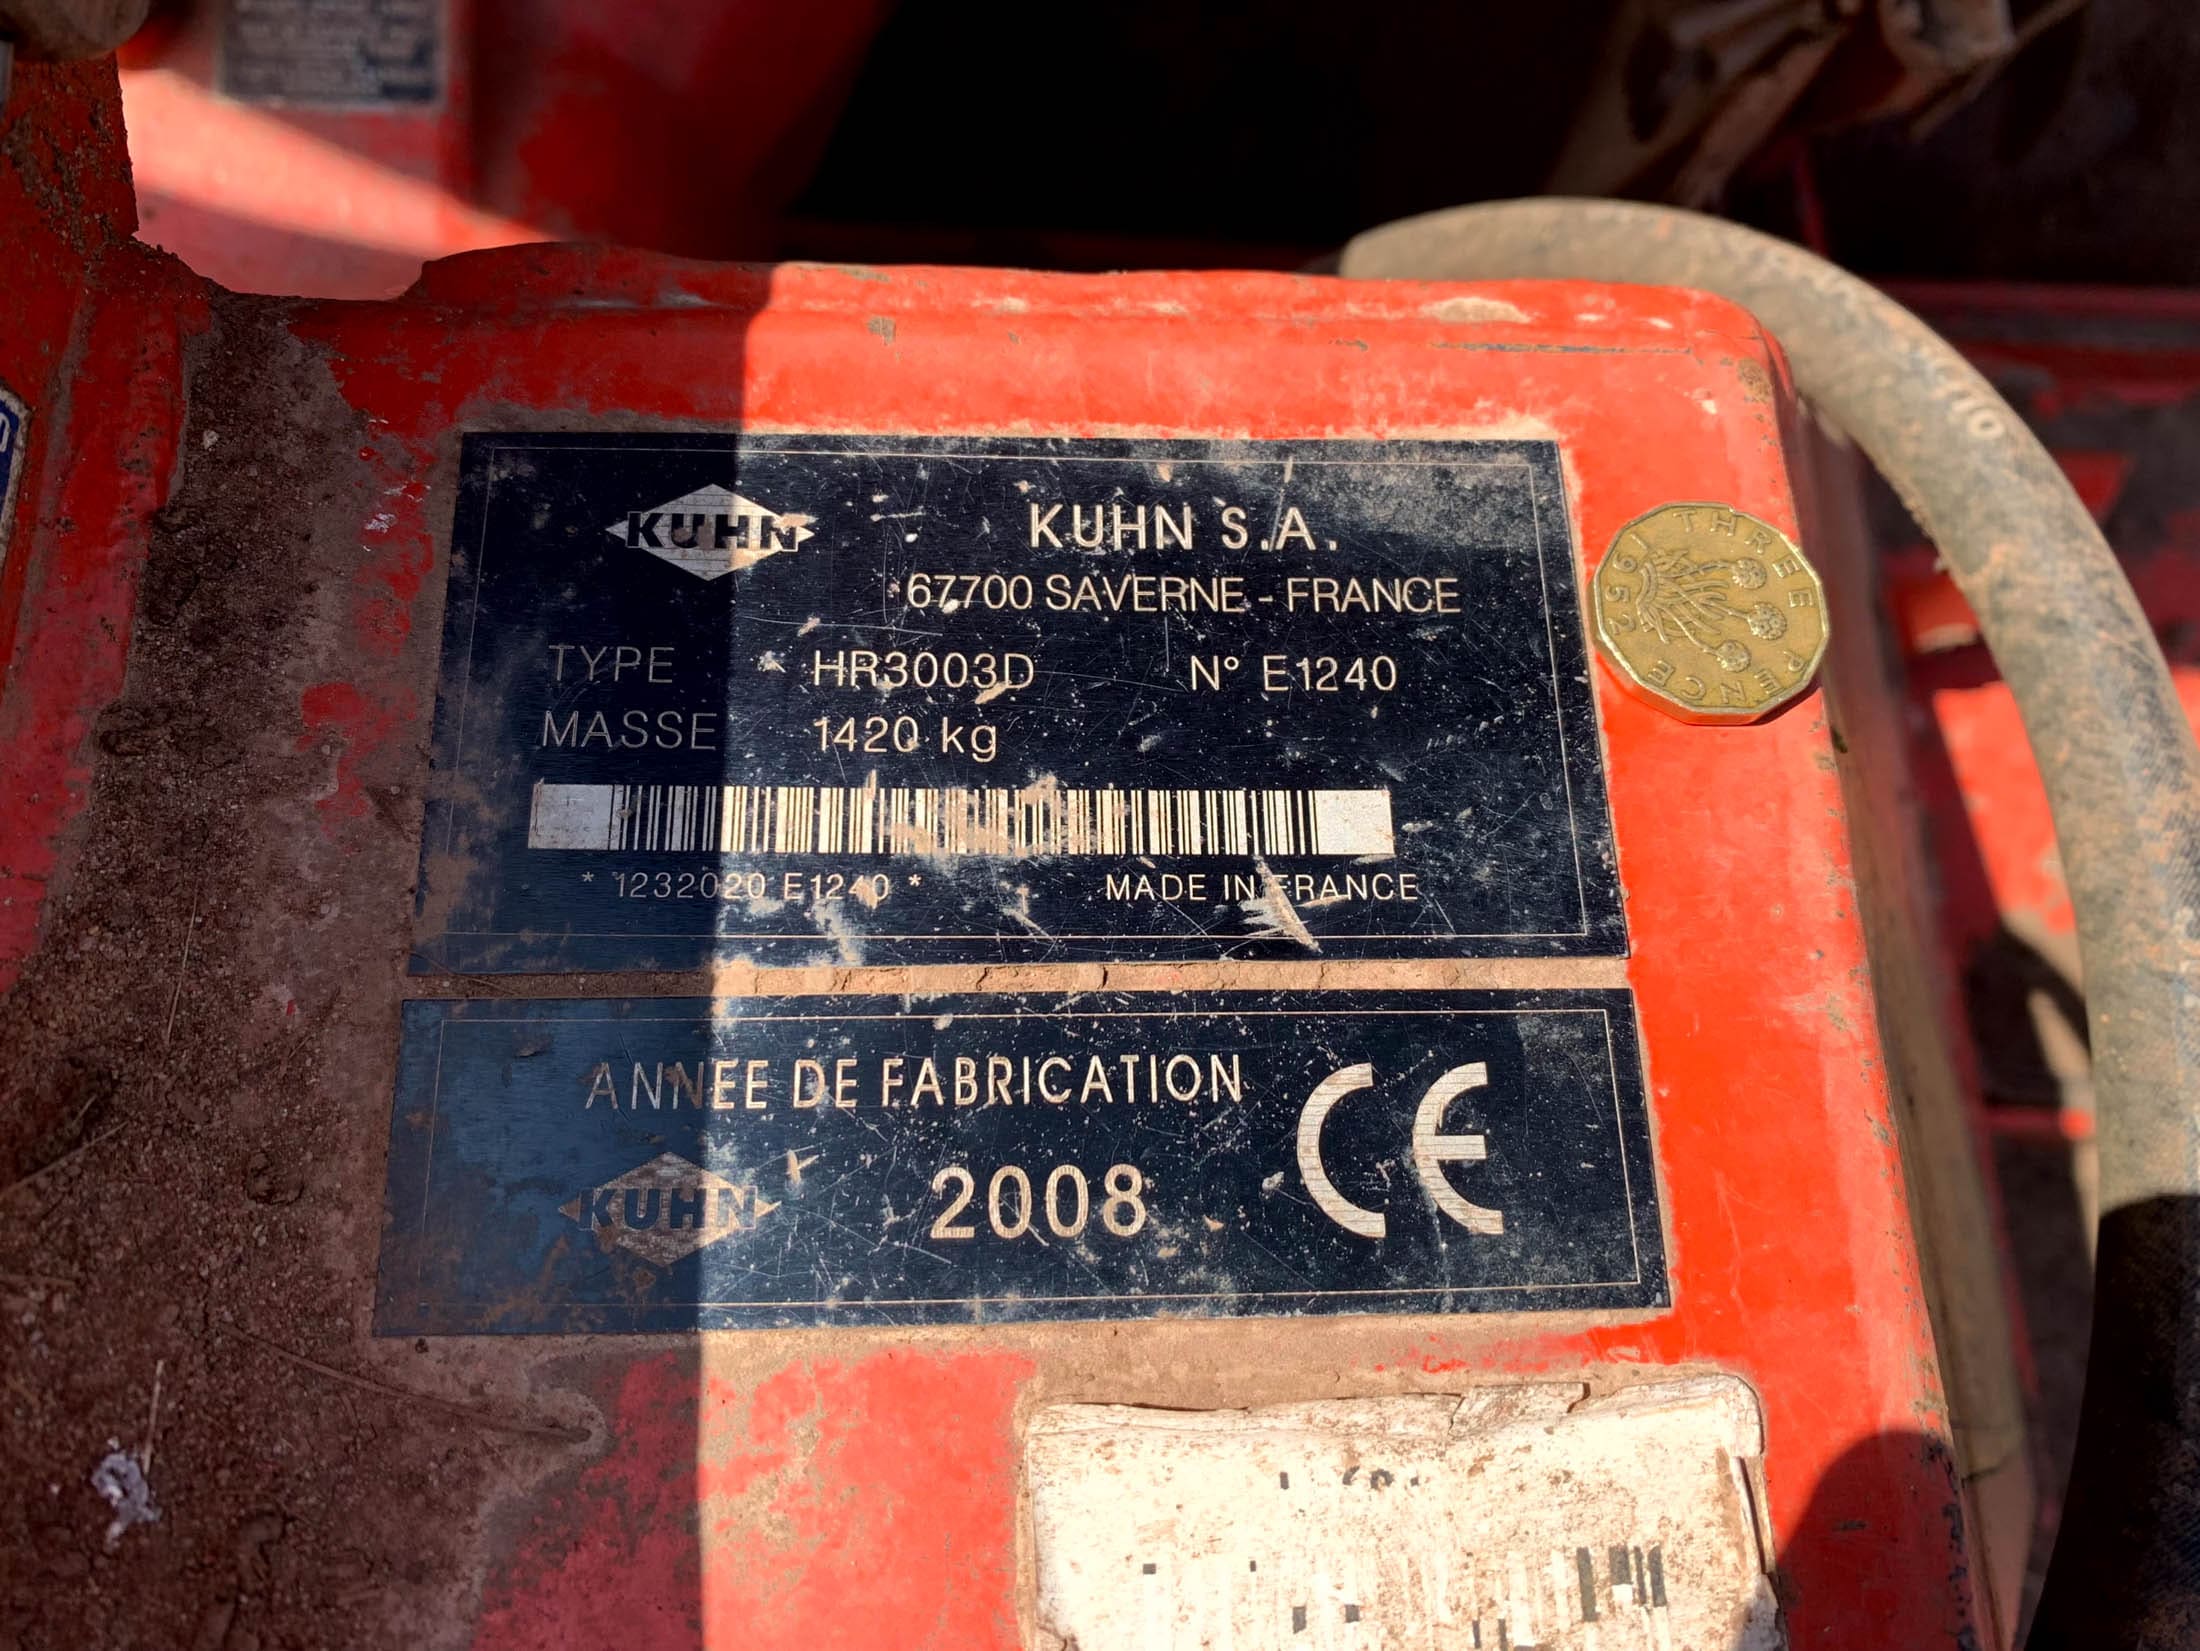 KUHN
KUHN S.A.
67700 SAVERNE - FRANCE
TYPE HR3003D N° E1240
MASSE 1420 kg
* 1232020 E1240 * MADE IN FRANCE
ANNEE DE FABRICATION
KUHN 2008 CE
THREE PENCE 1952